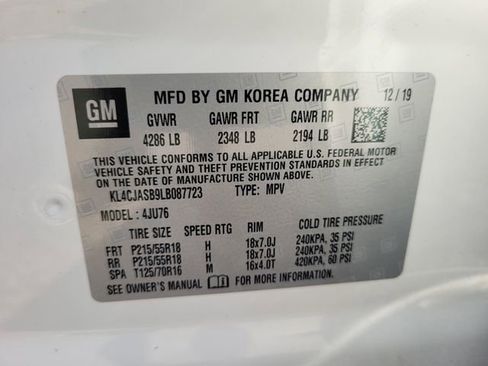 GM
MFD BY GM KOREA COMPANY 12/19
GVWR GAWR FRT GAWR RR
4286 LB 2348 LB 2194 LB
THIS VEHICLE CONFORMS TO ALL APPLICABLE U.S. FEDERAL MOTOR
VEHICLE SAFETY AND THEFT PREVENTION STANDARDS IN EFFECT
ON THE DATE OF MANUFACTURE SHOWN ABOVE.
KL4CJASB9LB087723 TYPE: MPV
MODEL: 4JU76
TIRE SIZE SPEED RTG RIM COLD TIRE PRESSURE
FRT P215/55R18 H 18x7.0J 240KPA, 35 PSI
RR P215/55R18 H 18x7.0J 240KPA, 35 PSI
SPA T125/70R16 M 16x4.0T 420KPA, 60 PSI
SEE OWNER'S MANUAL FOR MORE INFORMATION.